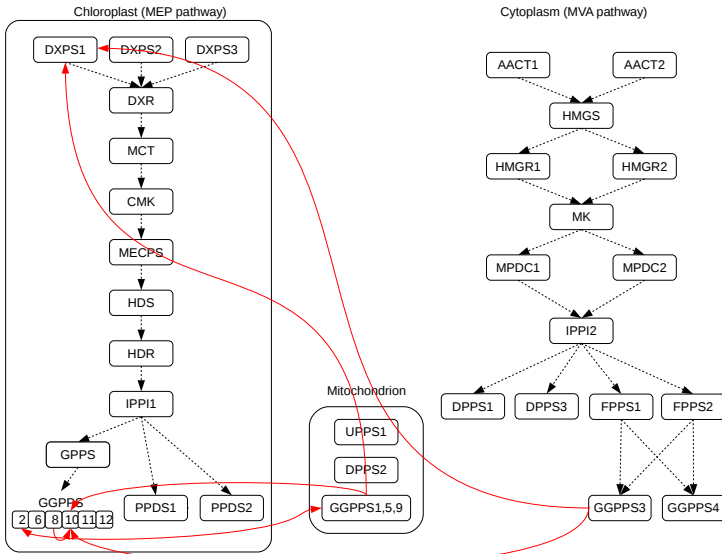 Chloroplast (MEP pathway)
Cytoplasm (MVA pathway)
DXPS1 DXPS2 DXPS3
AACT1 AACT2
DXR
HMGS
MCT
HMGR1 HMGR2
CMK
MK
MECPS
MPDC1 MPDC2
HDS
IPPI2
HDR
Mitochondrion
IPPI1
DPPS1 DPPS3 FPPS1 FPPS2
UPPS1
GPPS
DPPS2
GGPPS
PPDS1 PPDS2
GGPPS1,5,9
GGPPS3 GGPPS4
2 6 8 10 11 12